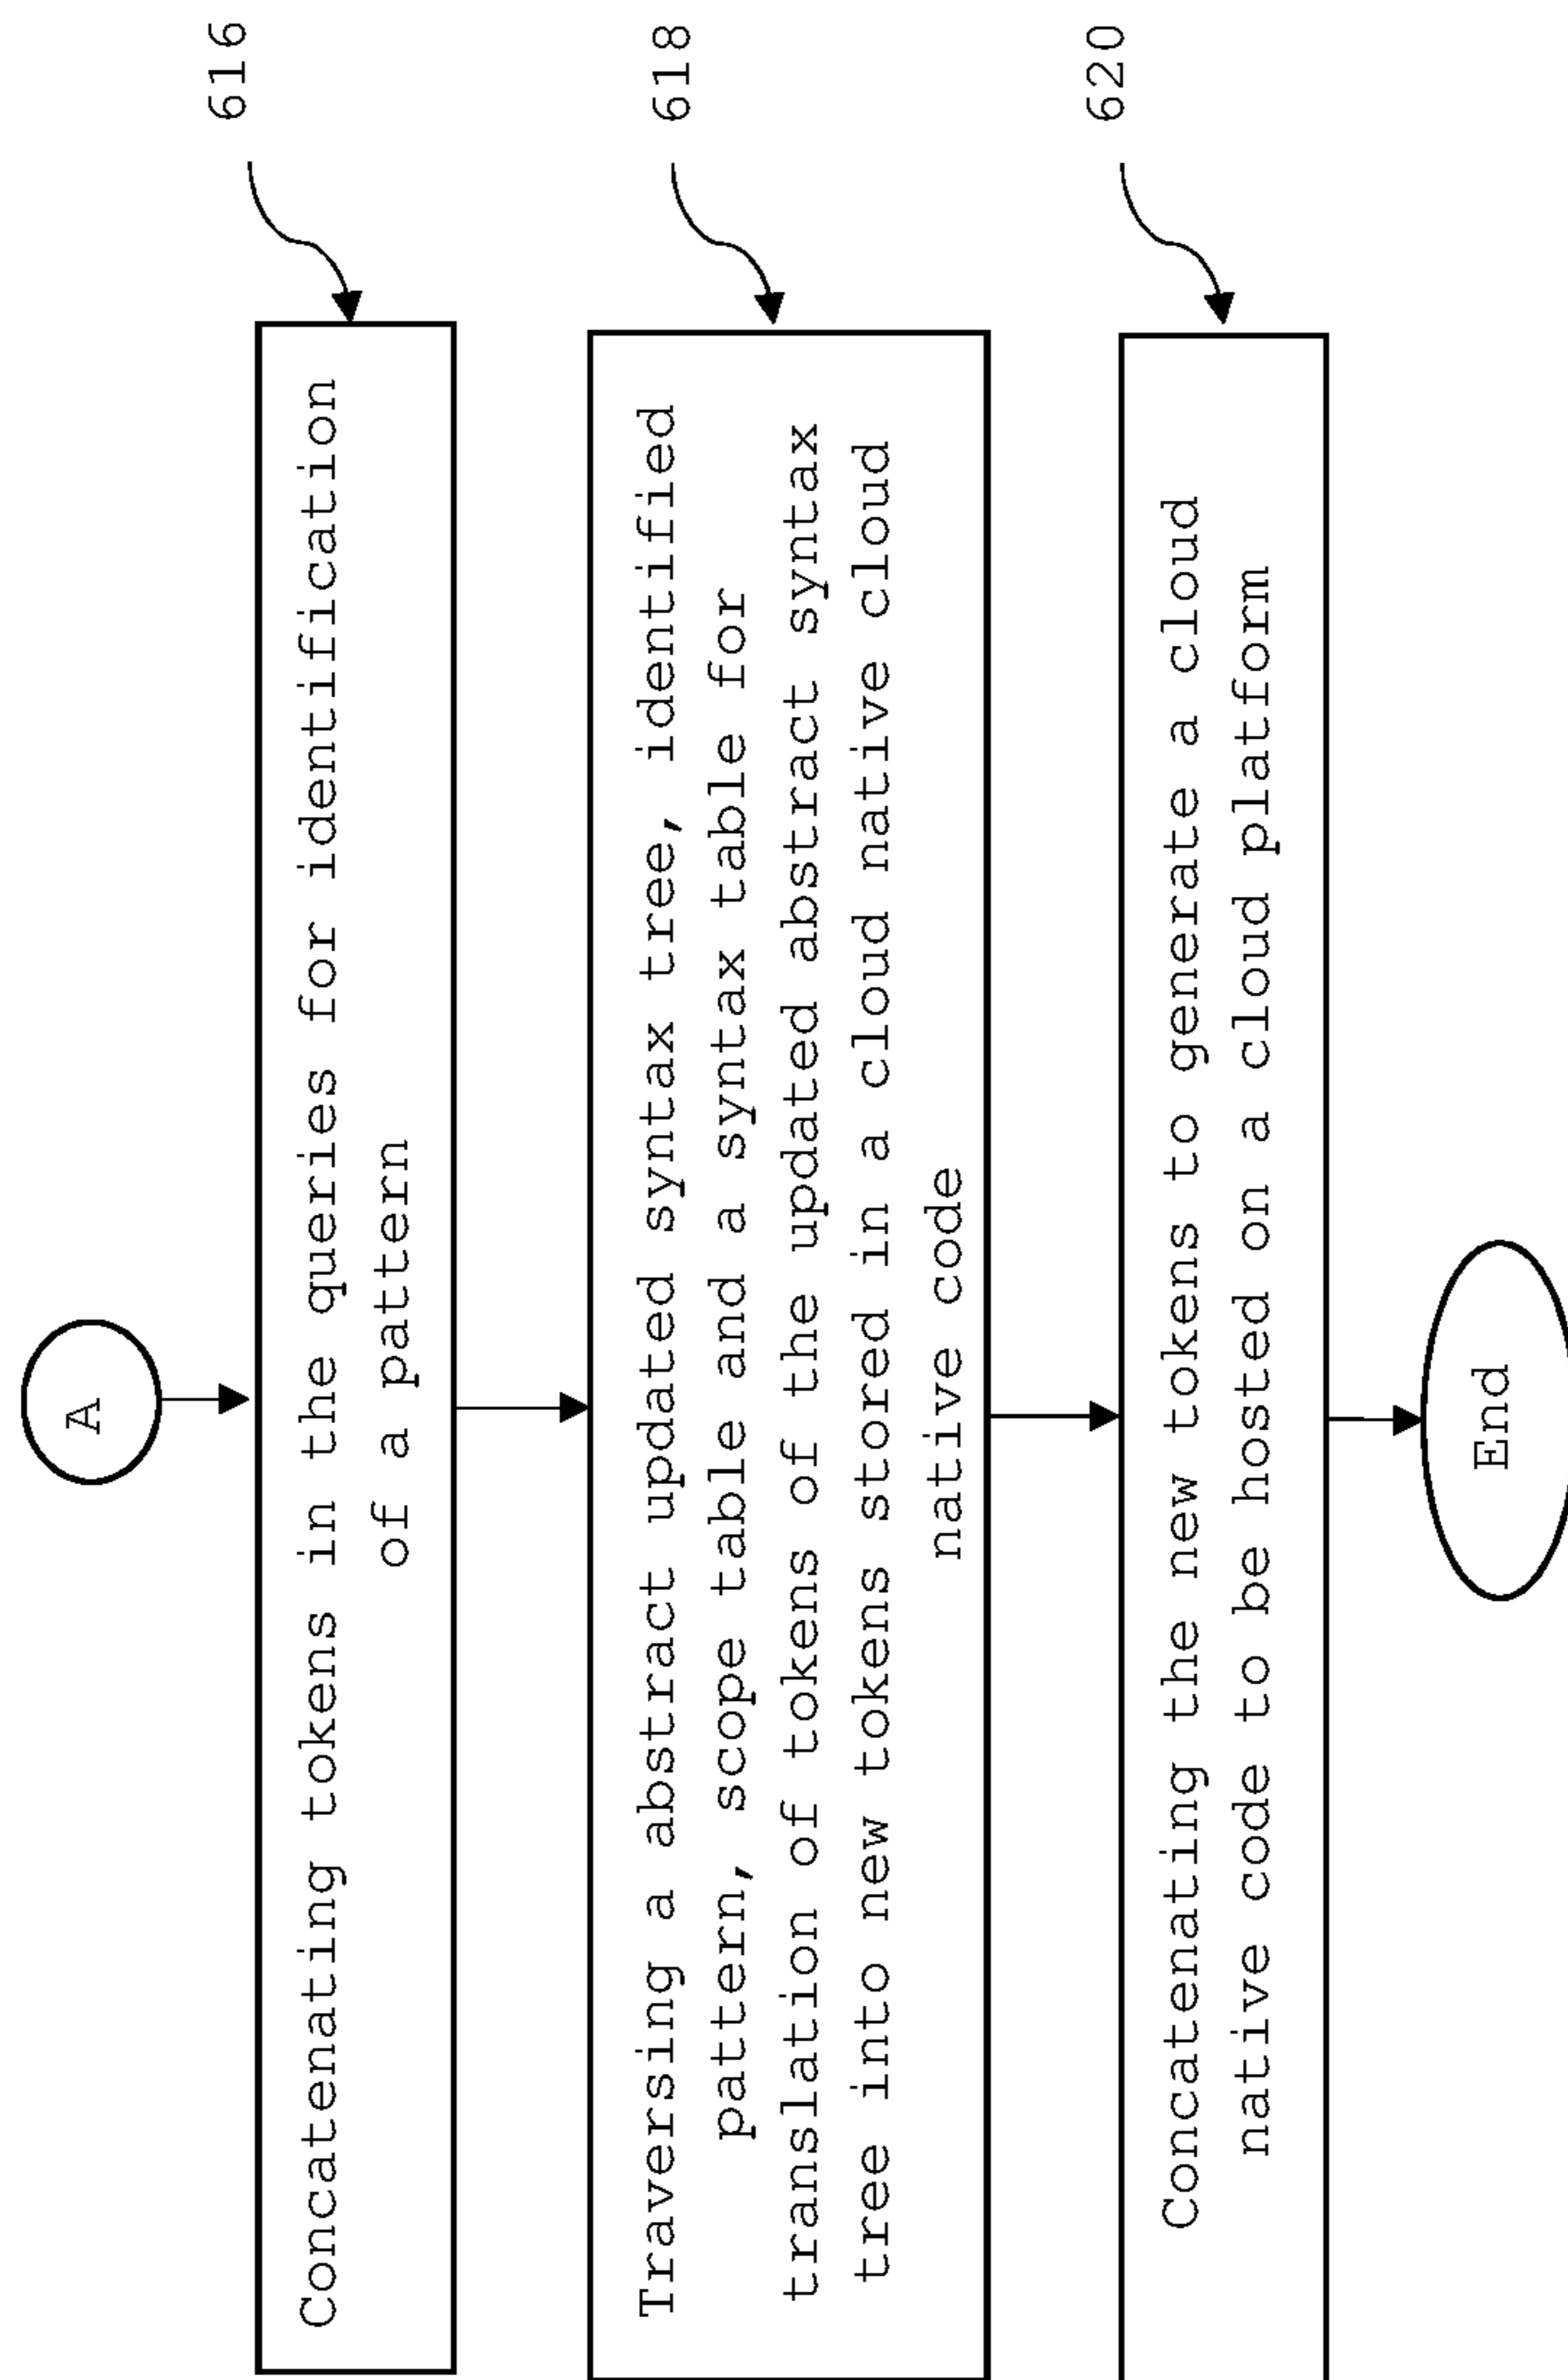 A
616
Concatenating tokens in the queries for identification
of a pattern
618
Traversing a abstract updated syntax tree, identified
pattern, scope table and a syntax table for
translation of tokens of the updated abstract syntax
tree into new tokens stored in a cloud native cloud
native code
620
Concatenating the new tokens to generate a cloud
native code to be hosted on a cloud platform
End